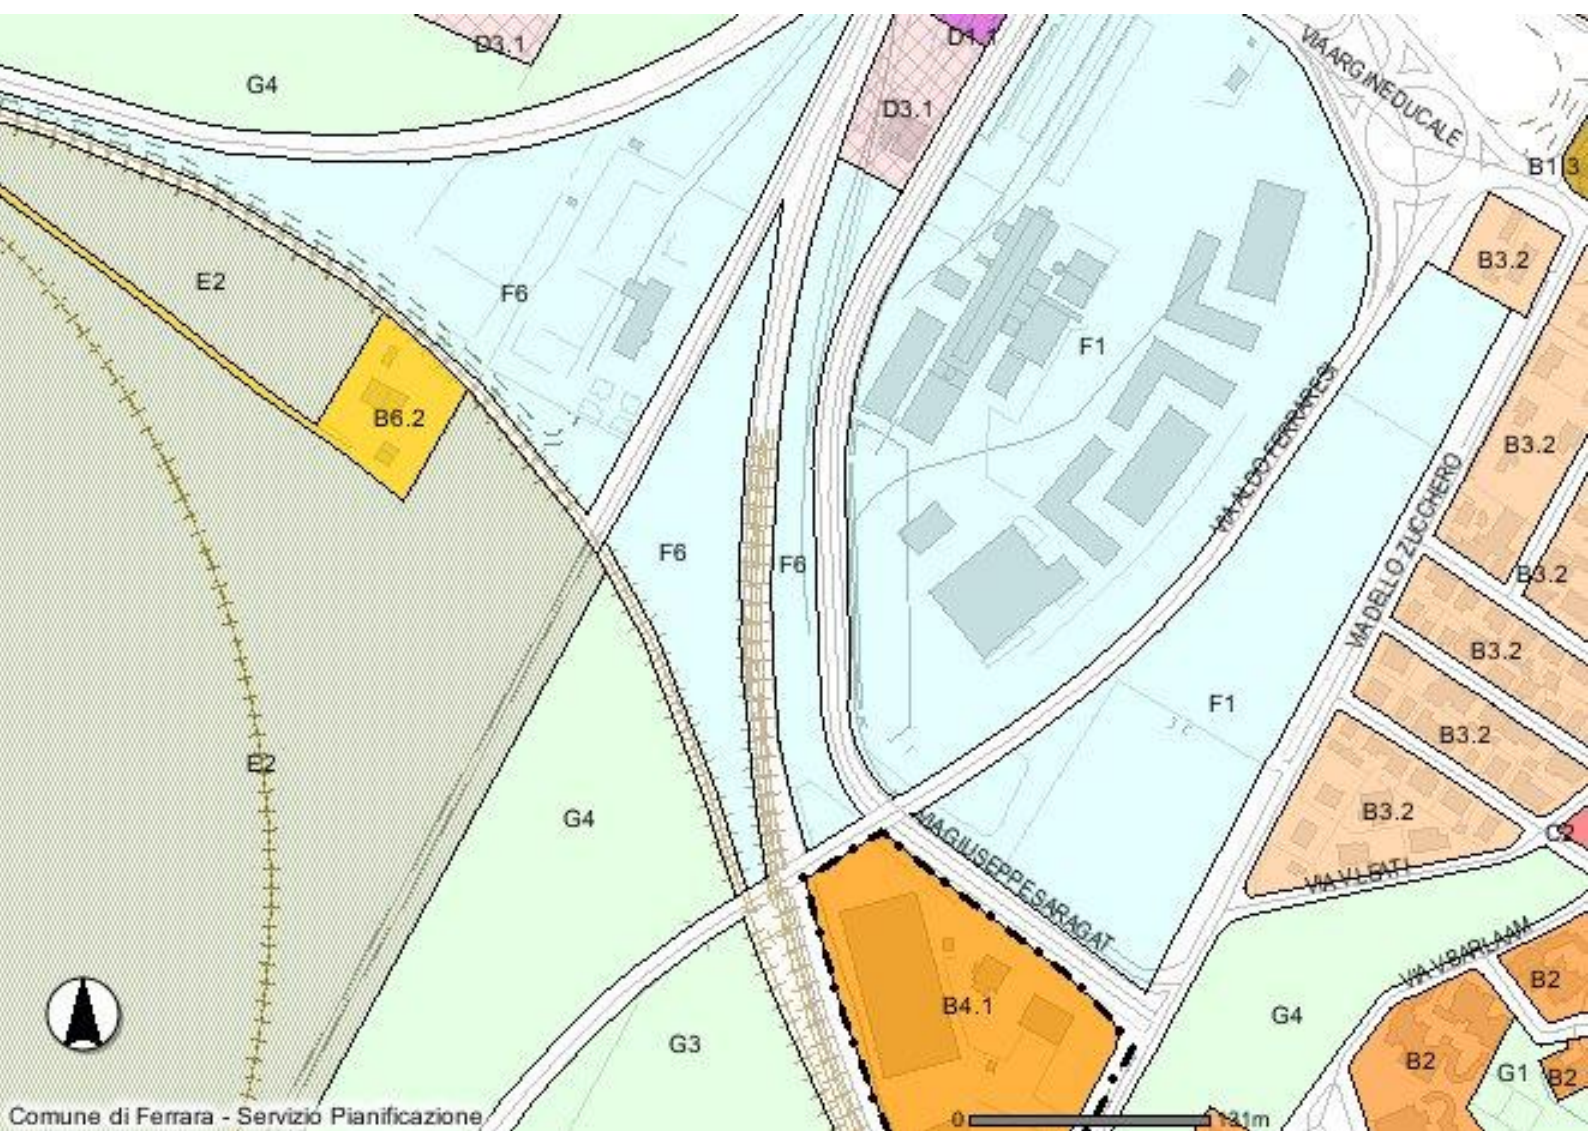 D3.1
D1.1
VIA ARGINE DUCALE
G4
D3.1
B1.3
B3.2
E2
F6
F1
B6.2
VIA ALDO FERRARESI
B3.2
VIA DELLO ZUCCHERO
F6
F6
B3.2
B3.2
F1
B3.2
E2
G4
B3.2
C2
VIA GIUSEPPE SARAGAT
VIA V.LFATI
VIA V.SARLAAM
B2
B4.1
G4
G3
B2
G1
B2
Comune di Ferrara - Servizio Pianificazione
0
131m